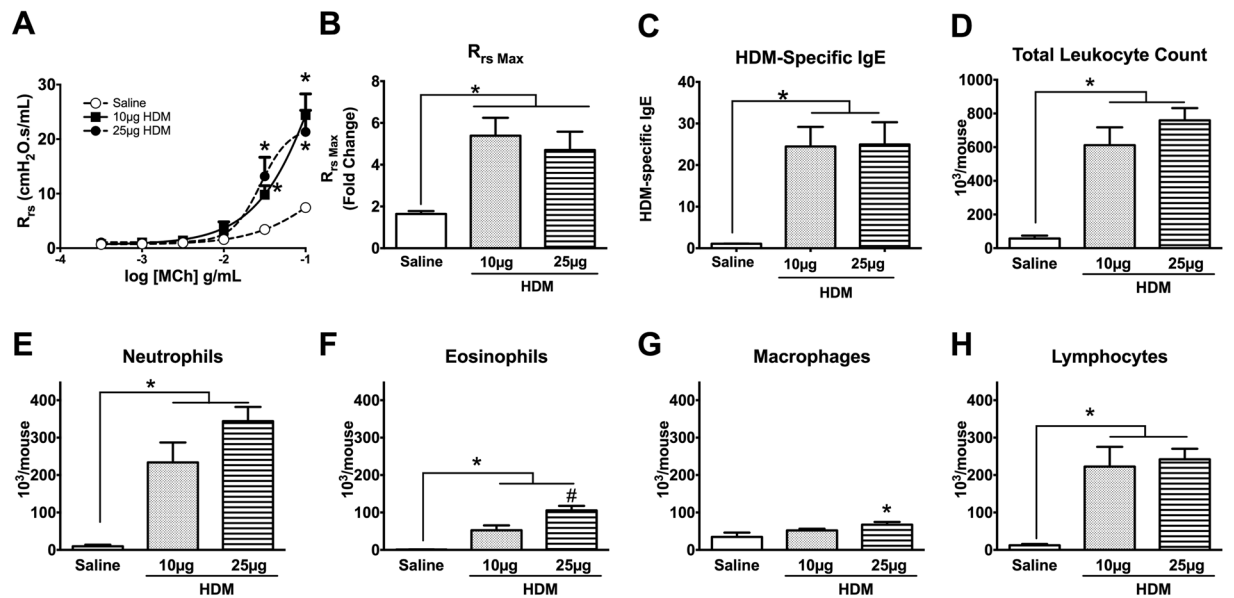 A
30
20
10
0
-4
-3
-2
-1
Rrs (cmH2O.s/mL)
log [MCh] g/mL
Saline
10µg HDM
25µg HDM
*
*
*
*
B
Rrs Max
8
6
4
2
0
Rrs Max
(Fold Change)
*
Saline
10µg
25µg
HDM
C
HDM-Specific IgE
40
30
20
10
0
HDM-specific IgE
*
Saline
10µg
25µg
HDM
D
Total Leukocyte Count
1000
800
600
400
200
0
10³/mouse
*
Saline
10µg
25µg
HDM
E
Neutrophils
400
300
200
100
0
10³/mouse
*
Saline
10µg
25µg
HDM
F
Eosinophils
400
300
200
100
0
10³/mouse
*
#
Saline
10µg
25µg
HDM
G
Macrophages
400
300
200
100
0
10³/mouse
*
Saline
10µg
25µg
HDM
H
Lymphocytes
400
300
200
100
0
10³/mouse
*
Saline
10µg
25µg
HDM